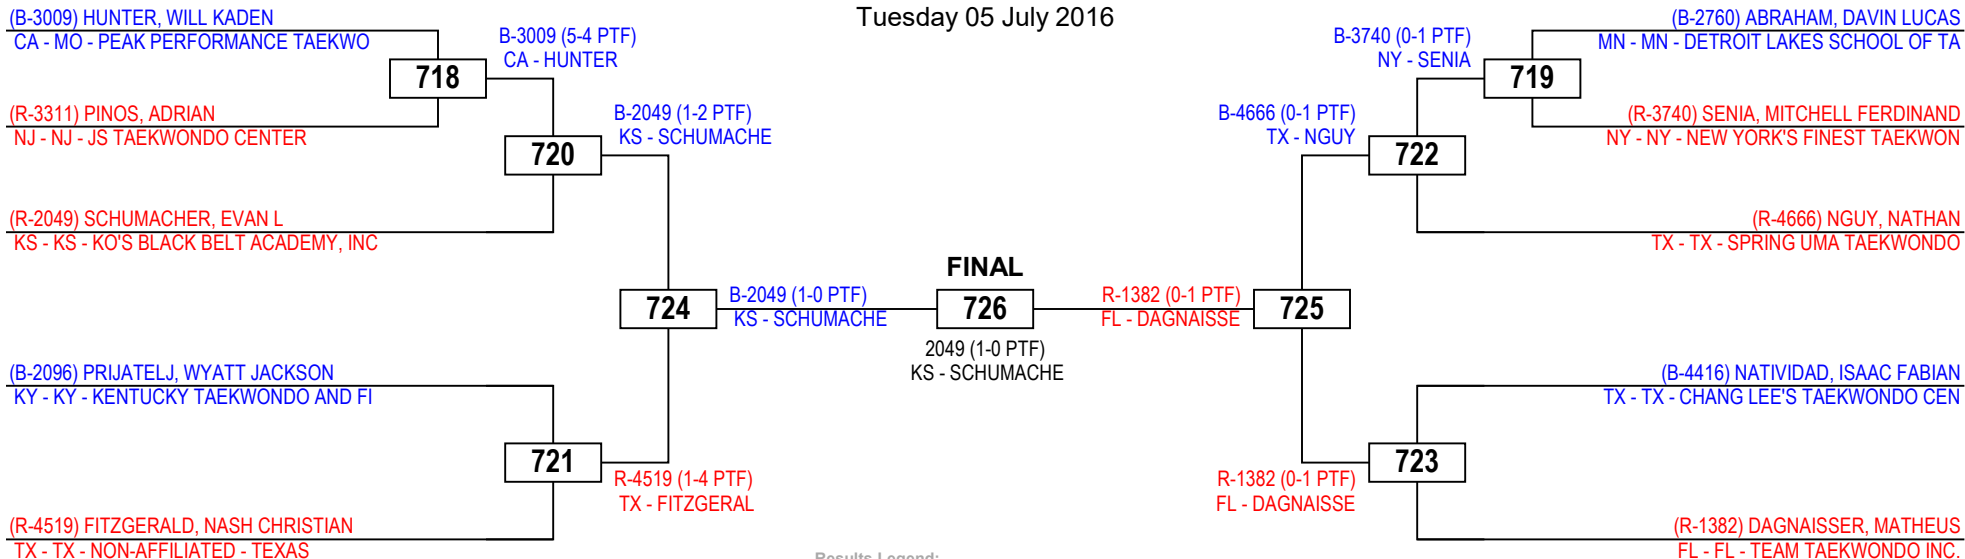 Tuesday 05 July 2016
(B-3009) HUNTER, WILL KADEN
CA - MO - PEAK PERFORMANCE TAEKWO
B-3009 (5-4 PTF)
CA - HUNTER
718
(R-3311) PINOS, ADRIAN
NJ - NJ - JS TAEKWONDO CENTER
B-2049 (1-2 PTF)
KS - SCHUMACHE
720
(R-2049) SCHUMACHER, EVAN L
KS - KS - KO'S BLACK BELT ACADEMY, INC
724
B-2049 (1-0 PTF)
KS - SCHUMACHE
(B-2096) PRIJATELJ, WYATT JACKSON
KY - KY - KENTUCKY TAEKWONDO AND FI
721
R-4519 (1-4 PTF)
TX - FITZGERAL
(R-4519) FITZGERALD, NASH CHRISTIAN
TX - TX - NON-AFFILIATED - TEXAS
FINAL
726
2049 (1-0 PTF)
KS - SCHUMACHE
(B-2760) ABRAHAM, DAVIN LUCAS
MN - MN - DETROIT LAKES SCHOOL OF TA
B-3740 (0-1 PTF)
NY - SENIA
719
(R-3740) SENIA, MITCHELL FERDINAND
NY - NY - NEW YORK'S FINEST TAEKWON
B-4666 (0-1 PTF)
TX - NGUY
722
(R-4666) NGUY, NATHAN
TX - TX - SPRING UMA TAEKWONDO
R-1382 (0-1 PTF)
FL - DAGNAISSE
725
(B-4416) NATIVIDAD, ISAAC FABIAN
TX - TX - CHANG LEE'S TAEKWONDO CEN
723
R-1382 (0-1 PTF)
FL - DAGNAISSE
(R-1382) DAGNAISSER, MATHEUS
FL - FL - TEAM TAEKWONDO INC.
Results Legend: